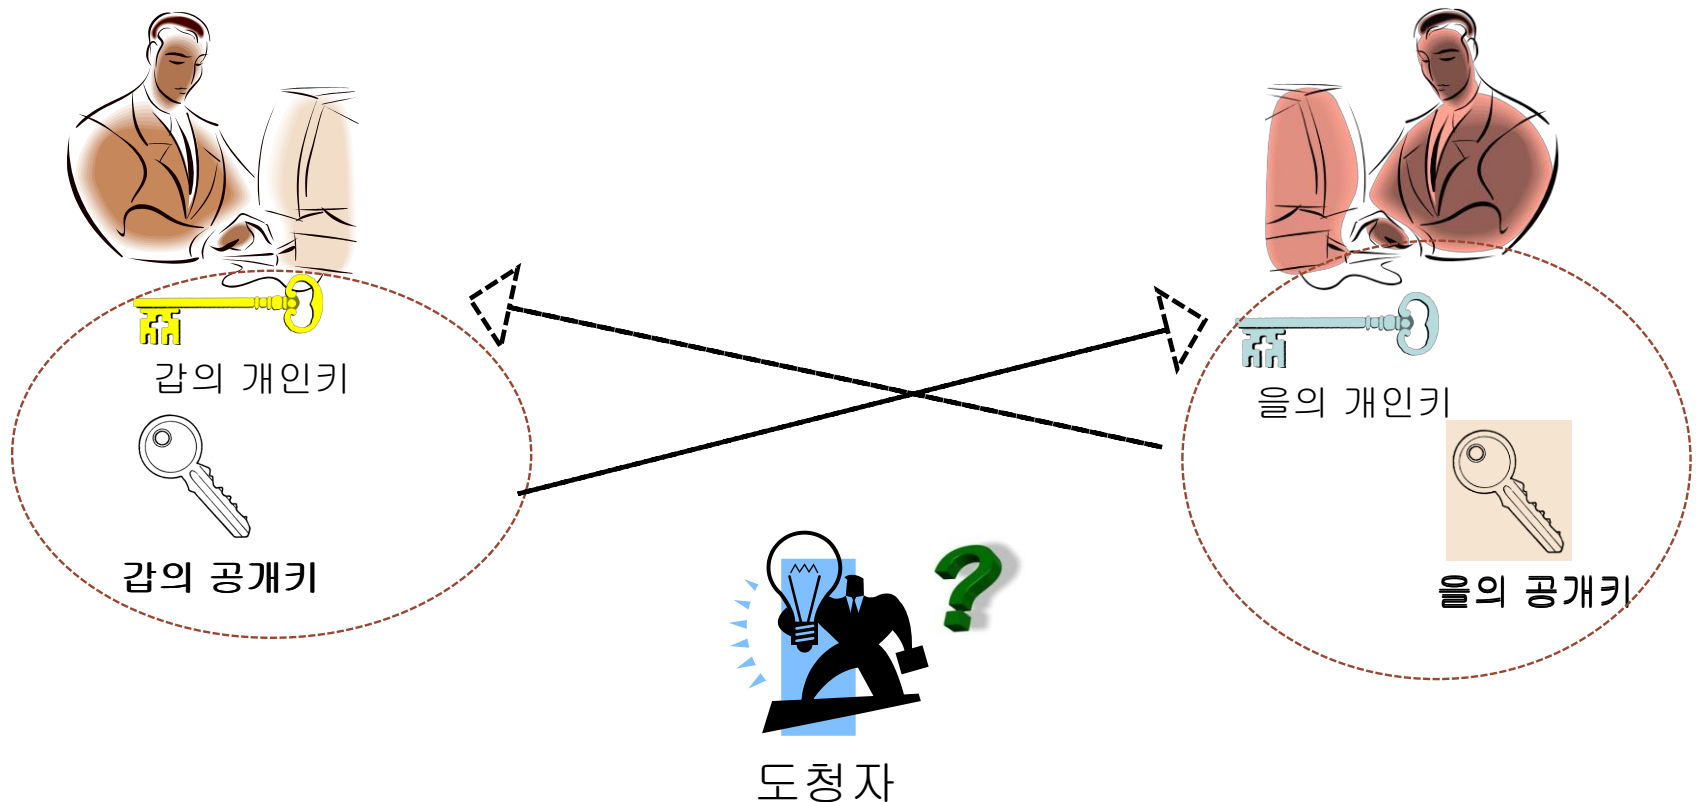 갑의 개인키
을의 개인키
갑의 공개키
을의 공개키
도청자